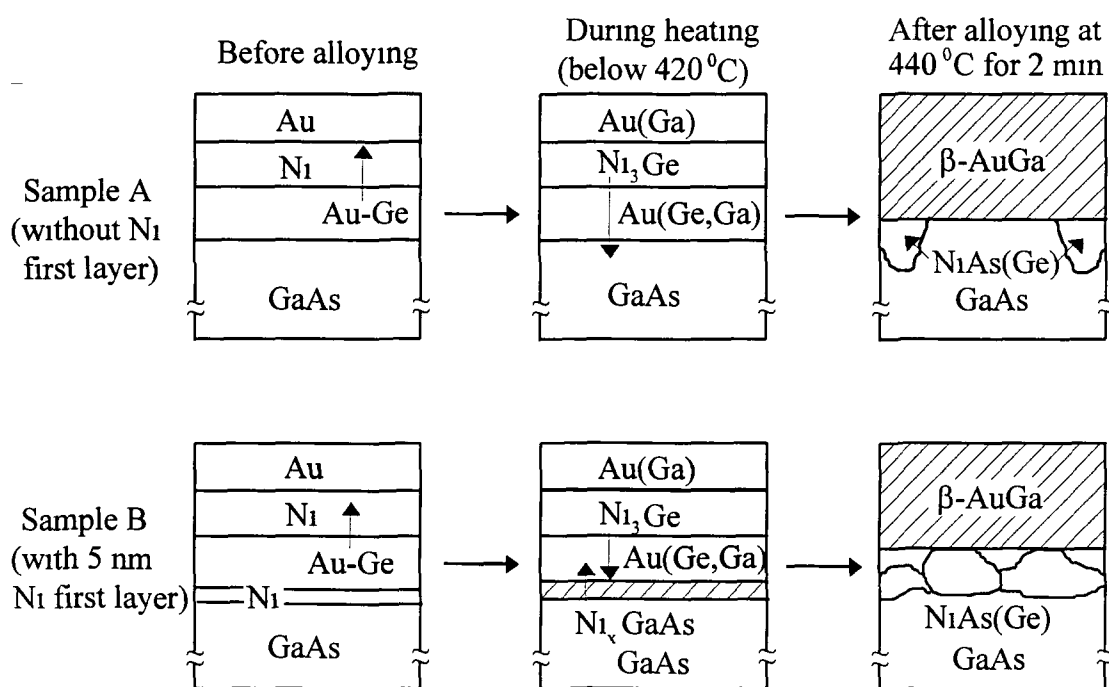 Before alloying
During heating
(below 420 ⁰C)
After alloying at
440 ⁰C for 2 min
Sample A
(without Ni
first layer)
Au
Ni
Au-Ge
GaAs
Au(Ga)
Ni₃Ge
Au(Ge,Ga)
GaAs
β-AuGa
NiAs(Ge)
GaAs
Sample B
(with 5 nm
Ni first layer)
Au
Ni
Au-Ge
Ni
GaAs
Au(Ga)
Ni₃Ge
Au(Ge,Ga)
NiₓGaAs
GaAs
β-AuGa
NiAs(Ge)
GaAs